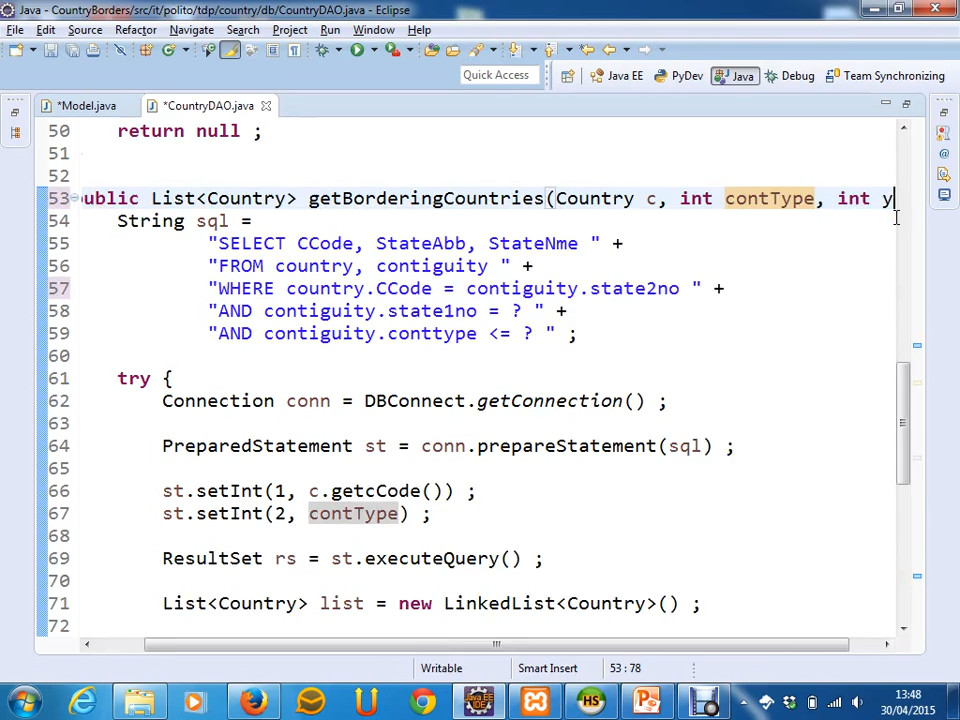 Java - CountryBorders/src/it/polito/tdp/country/db/CountryDAO.java - Eclipse
File Edit Source Refactor Navigate Search Project Run Window Help
Quick Access Java EE PyDev Java Debug Team Synchronizing
*Model.java *CountryDAO.java
50 return null ;
51
52
53 ublic List<Country> getBorderingCountries(Country c, int contType, int y
54 String sql =
55 "SELECT CCode, StateAbb, StateNme " +
56 "FROM country, contiguity " +
57 "WHERE country.CCode = contiguity.state2no " +
58 "AND contiguity.state1no = ? " +
59 "AND contiguity.conttype <= ? " ;
60
61 try {
62 Connection conn = DBConnect.getConnection() ;
63
64 PreparedStatement st = conn.prepareStatement(sql) ;
65
66 st.setInt(1, c.getcCode()) ;
67 st.setInt(2, contType) ;
68
69 ResultSet rs = st.executeQuery() ;
70
71 List<Country> list = new LinkedList<Country>() ;
72
Writable Smart Insert 53 : 78
13:48
30/04/2015